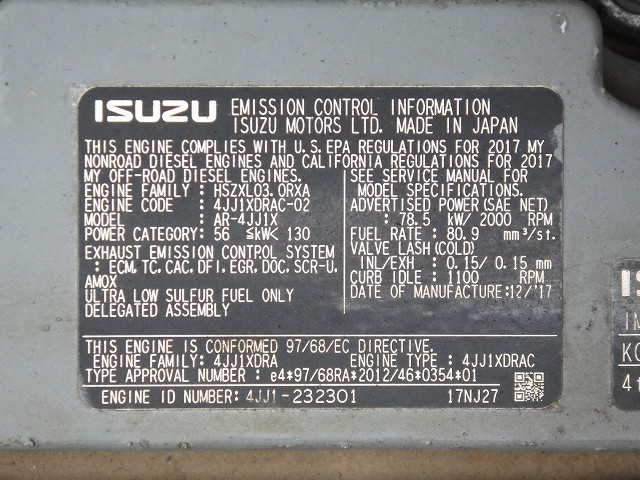 ISUZU EMISSION CONTROL INFORMATION
ISUZU MOTORS LTD. MADE IN JAPAN
THIS ENGINE COMPLIES WITH U.S.EPA REGULATIONS FOR 2017 MY
NONROAD DIESEL ENGINES AND CALIFORNIA REGULATIONS FOR 2017
MY OFF-ROAD DIESEL ENGINES.
ENGINE FAMILY : HSZXL03.0RXA
ENGINE CODE : 4JJ1XDRAC-02
MODEL : AR-4JJ1X
POWER CATEGORY: 56 ≦kW< 130
EXHAUST EMISSION CONTROL SYSTEM
: ECM,TC,CAC,DFI,EGR,DOC,SCR-U,
AMOX
ULTRA LOW SULFUR FUEL ONLY
DELEGATED ASSEMBLY
SEE SERVICE MANUAL FOR
MODEL SPECIFICATIONS.
ADVERTISED POWER(SAE NET)
: 78.5 kW/ 2000 RPM
FUEL RATE : 80.9 mm³/st.
VALVE LASH (COLD)
INL/EXH : 0.15/ 0.15 mm
CURB IDLE : 1100 RPM
DATE OF MANUFACTURE:12/'17
THIS ENGINE IS CONFORMED 97/68/EC DIRECTIVE.
ENGINE FAMILY: 4JJ1XDRA ENGINE TYPE : 4JJ1XDRAC
TYPE APPROVAL NUMBER : e4*97/68RA*2012/46*0354*01
ENGINE ID NUMBER: 4JJ1-232301 17NJ27